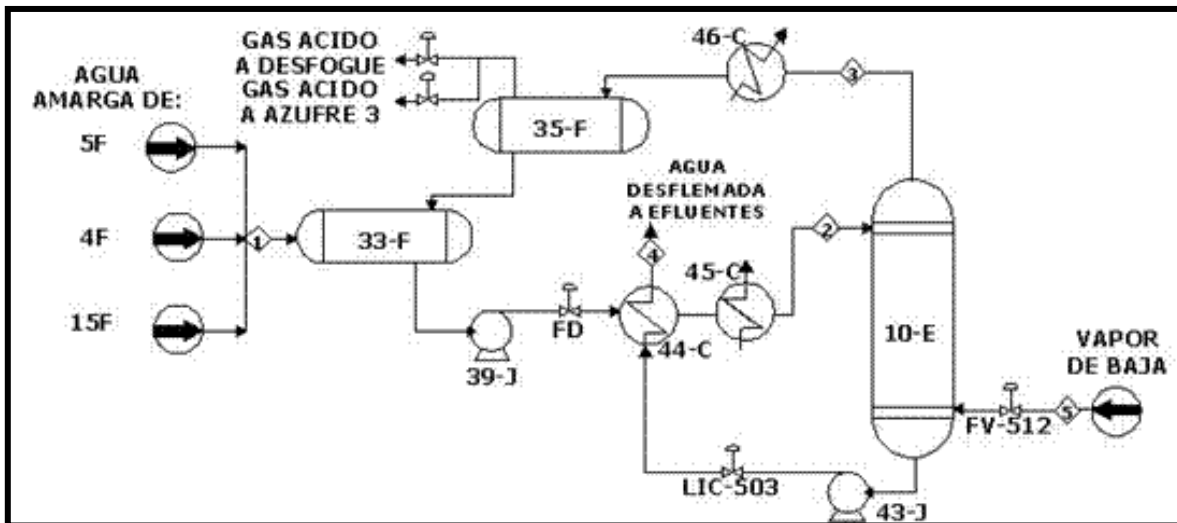 GAS ACIDO
A DESFOGUE
GAS ACIDO
A AZUFRE 3
AGUA
AMARGA DE:
5F
4F
15F
1
33-F
35-F
46-C
3
AGUA
DESFLEMADA
A EFLUENTES
4
45-C
2
FD
44-C
39-J
10-E
VAPOR
DE BAJA
5
FV-512
LIC-503
43-J